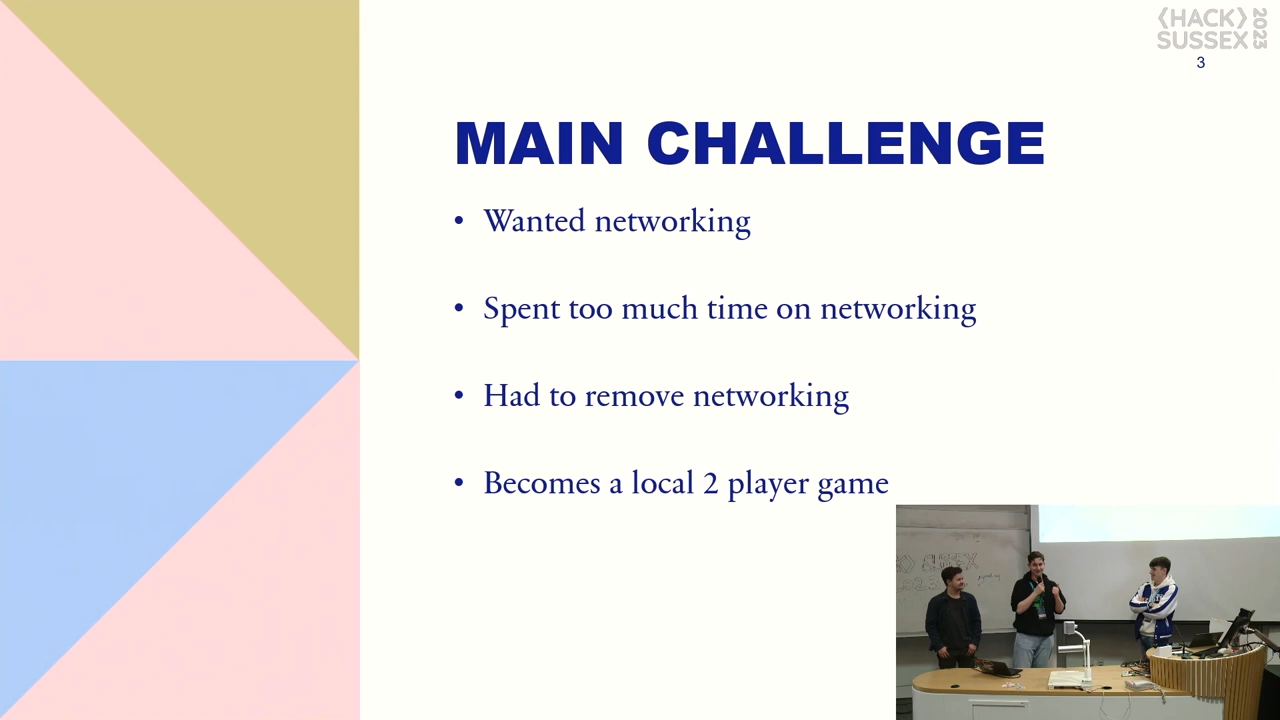 {HACK}
SUSSEX
2023
3
MAIN CHALLENGE
• Wanted networking
• Spent too much time on networking
• Had to remove networking
• Becomes a local 2 player game
SUSSEX